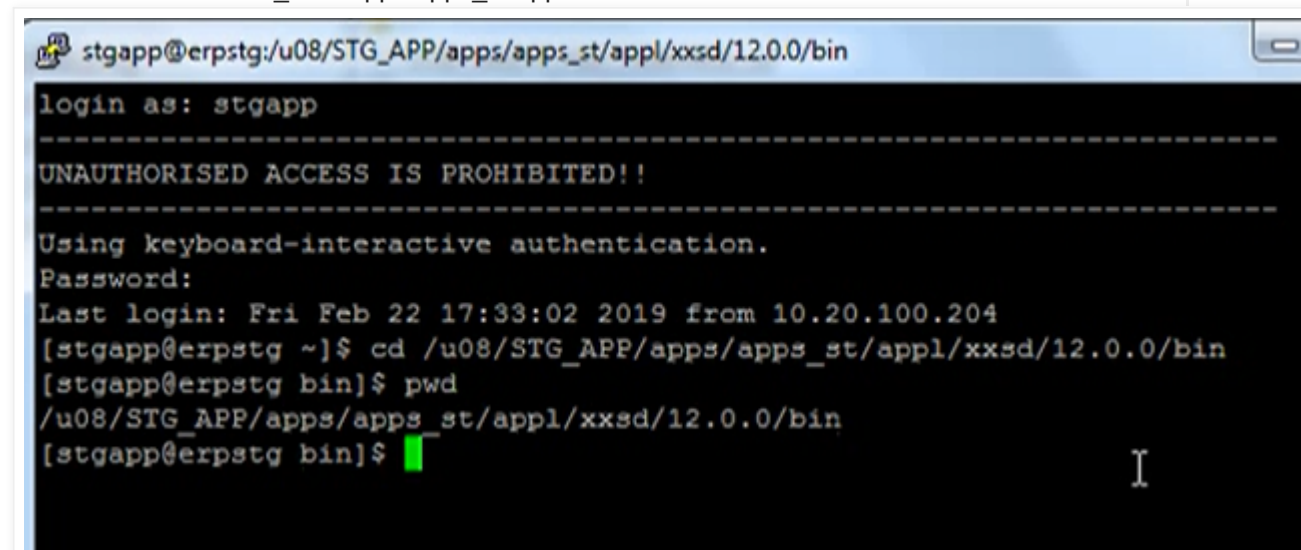 stgapp@erpstg:/u08/STG_APP/apps/apps_st/appl/xxsd/12.0.0/bin
login as: stgapp
--------------------------------------------------------------------------
UNAUTHORISED ACCESS IS PROHIBITED!!
--------------------------------------------------------------------------
Using keyboard-interactive authentication.
Password:
Last login: Fri Feb 22 17:33:02 2019 from 10.20.100.204
[stgapp@erpstg ~]$ cd /u08/STG_APP/apps/apps_st/appl/xxsd/12.0.0/bin
[stgapp@erpstg bin]$ pwd
/u08/STG_APP/apps/apps_st/appl/xxsd/12.0.0/bin
[stgapp@erpstg bin]$